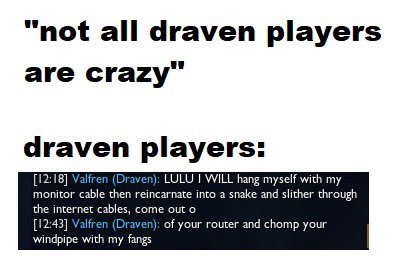 "not all draven players
are crazy"
draven players:
[12:18] Valfren (Draven): LULU I WILL hang myself with my
monitor cable then reincarnate into a snake and slither through
the internet cables, come out o
[12:43] Valfren (Draven): of your router and chomp your
windpipe with my fangs